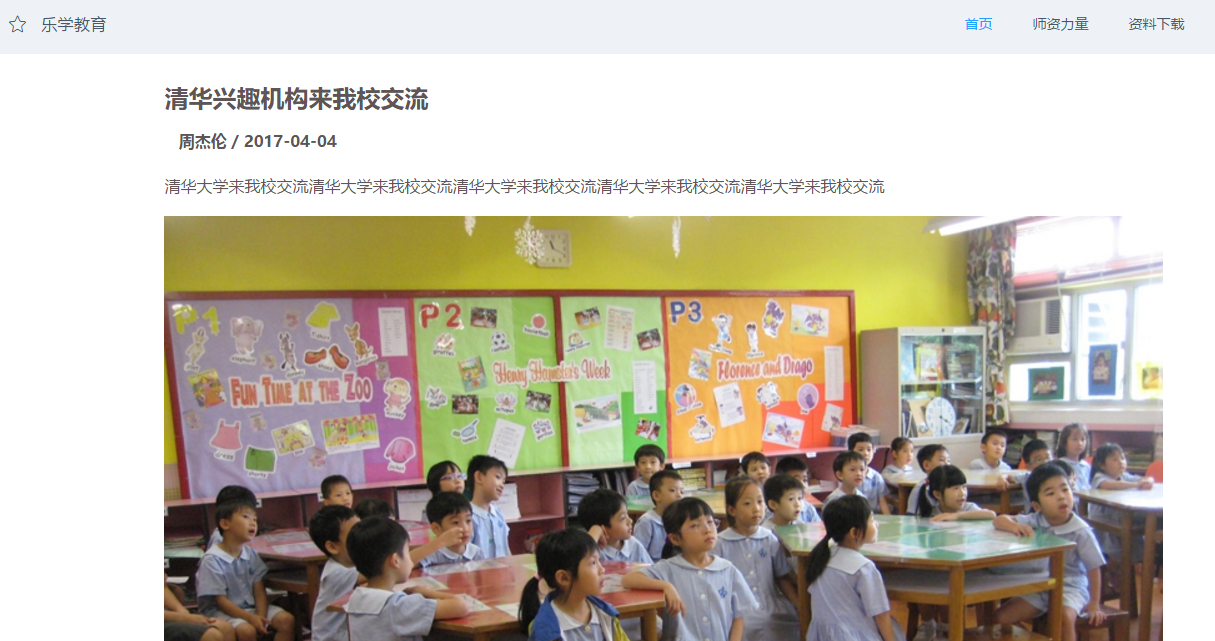 乐学教育
首页 师资力量 资料下载
清华兴趣机构来我校交流
周杰伦 / 2017-04-04
清华大学来我校交流清华大学来我校交流清华大学来我校交流清华大学来我校交流清华大学来我校交流
P1
P2
P3
FUN TIME AT THE ZOO
Henry Hamster's Week
Florence and Drago